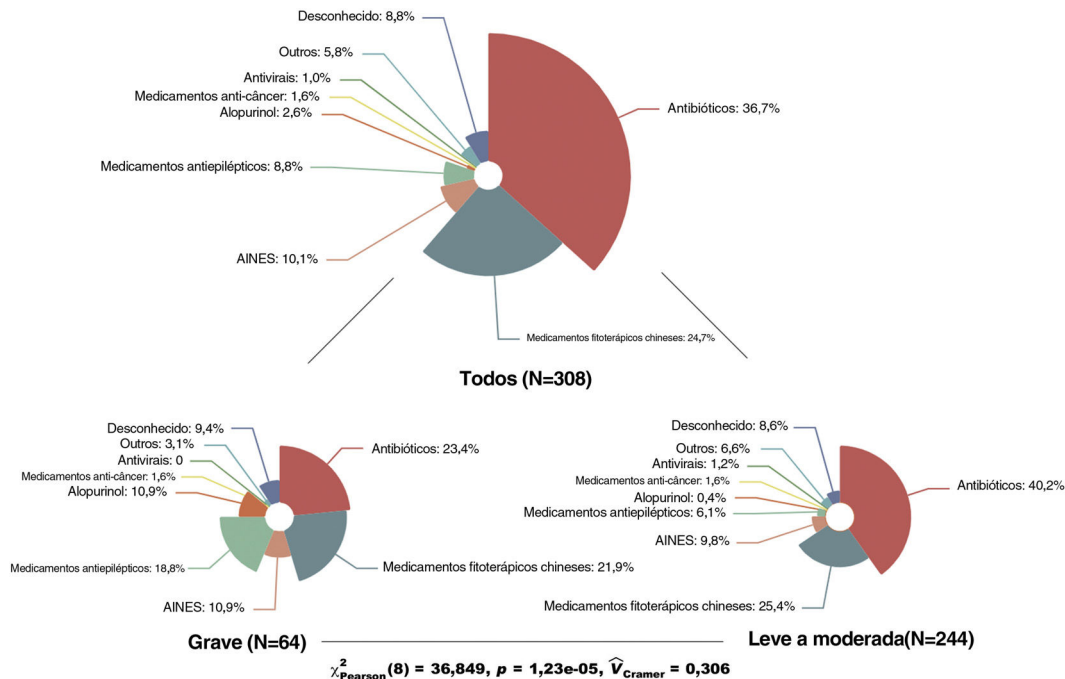 Desconhecido: 8,8%
Outros: 5,8%
Antivirais: 1,0%
Medicamentos anti-câncer: 1,6%
Alopurinol: 2,6%
Antibióticos: 36,7%
Medicamentos antiepilépticos: 8,8%
AINES: 10,1%
Medicamentos fitoterápicos chineses: 24,7%
Todos (N=308)
Desconhecido: 9,4%
Outros: 3,1%
Antivirais: 0
Medicamentos anti-câncer: 1,6%
Alopurinol: 10,9%
Antibióticos: 23,4%
Medicamentos antiepilépticos: 18,8%
Medicamentos fitoterápicos chineses: 21,9%
AINES: 10,9%
Grave (N=64)
Desconhecido: 8,6%
Outros: 6,6%
Antivirais: 1,2%
Medicamentos anti-câncer: 1,6%
Alopurinol: 0,4%
Medicamentos antiepilépticos: 6,1%
Antibióticos: 40,2%
AINES: 9,8%
Medicamentos fitoterápicos chineses: 25,4%
Leve a moderada(N=244)
χ²Pearson(8) = 36,849, p = 1,23e-05, V̂Cramer = 0,306